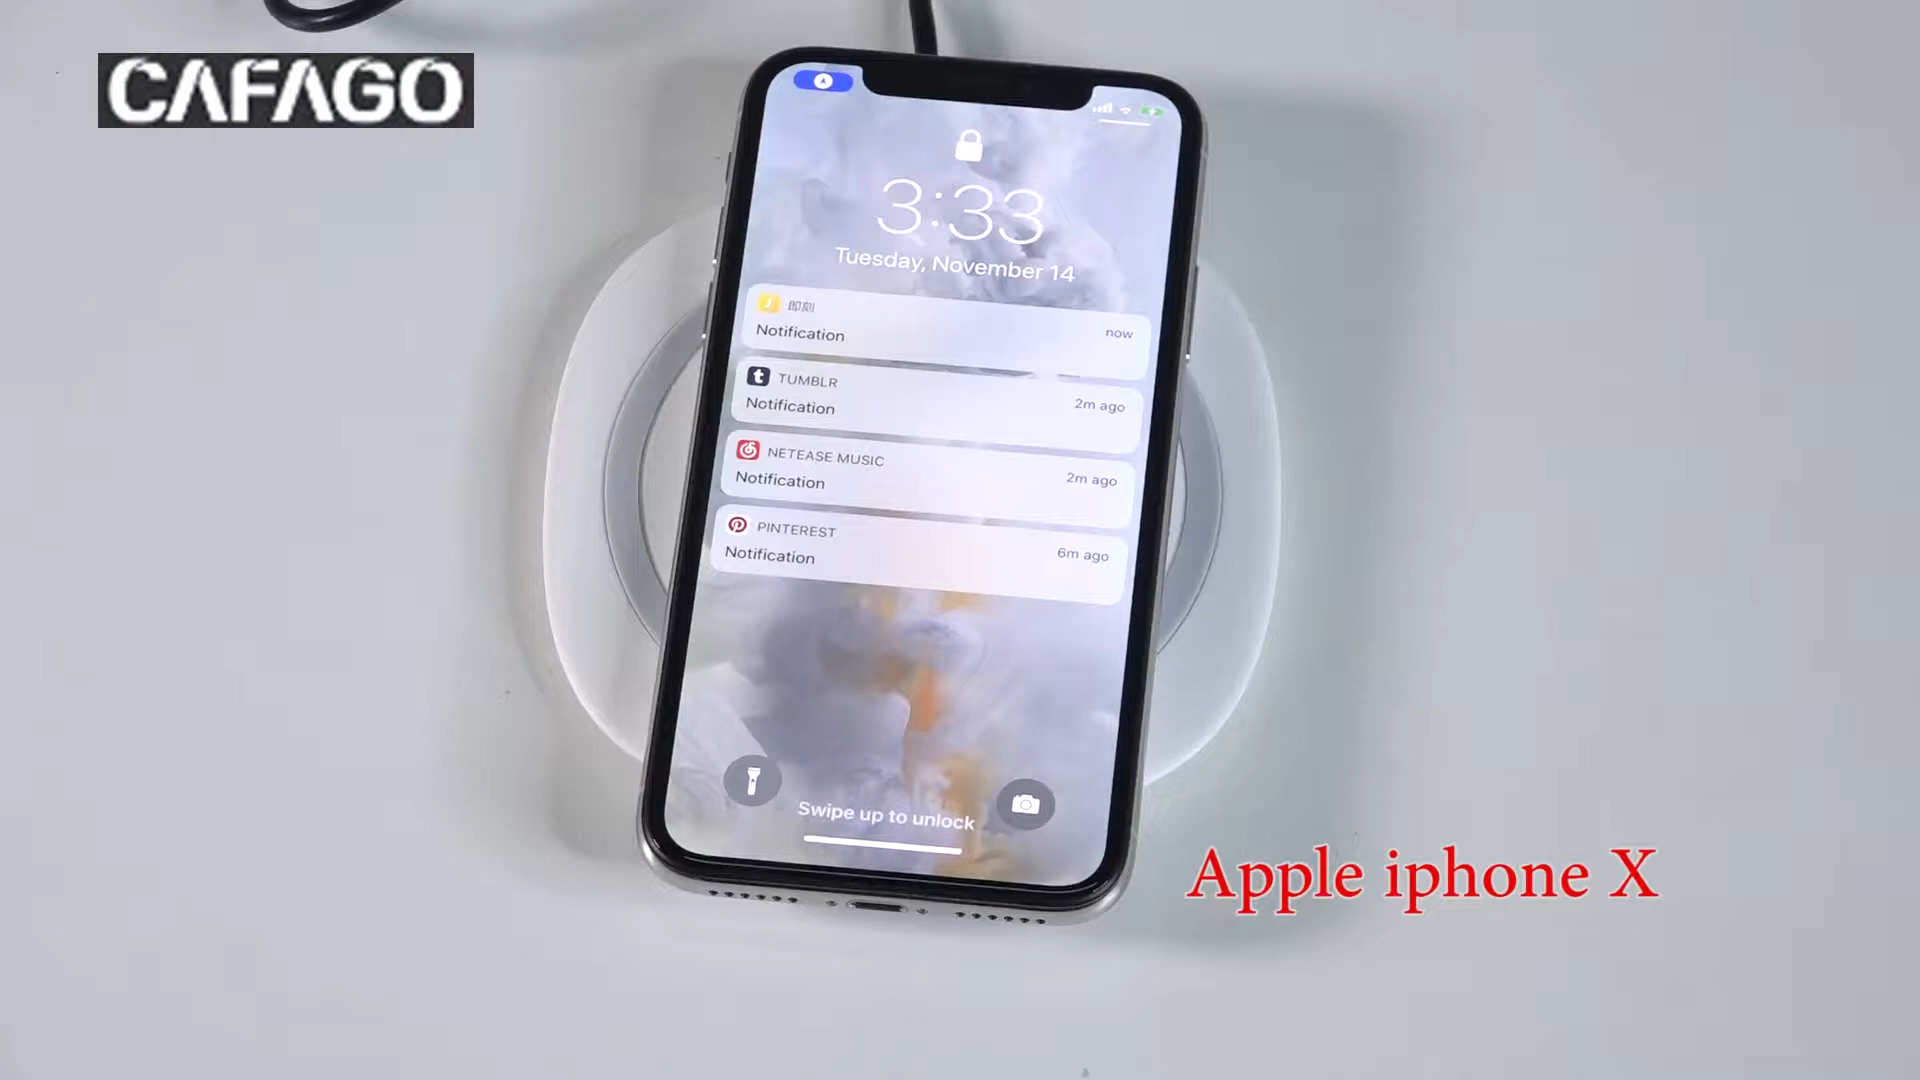 CAFAGO
3:33
Tuesday, November 14
即刻
Notification
now
TUMBLR
Notification
2m ago
NETEASE MUSIC
Notification
2m ago
PINTEREST
Notification
6m ago
Swipe up to unlock
Apple iphone X